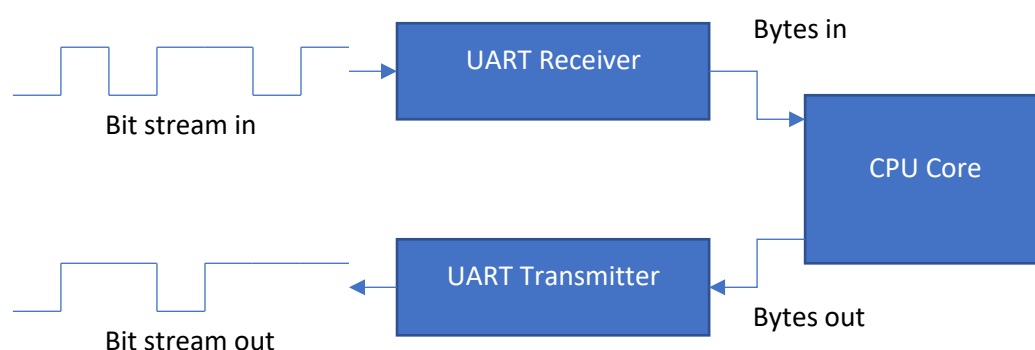 UART Receiver
Bytes in
Bit stream in
CPU Core
UART Transmitter
Bytes out
Bit stream out